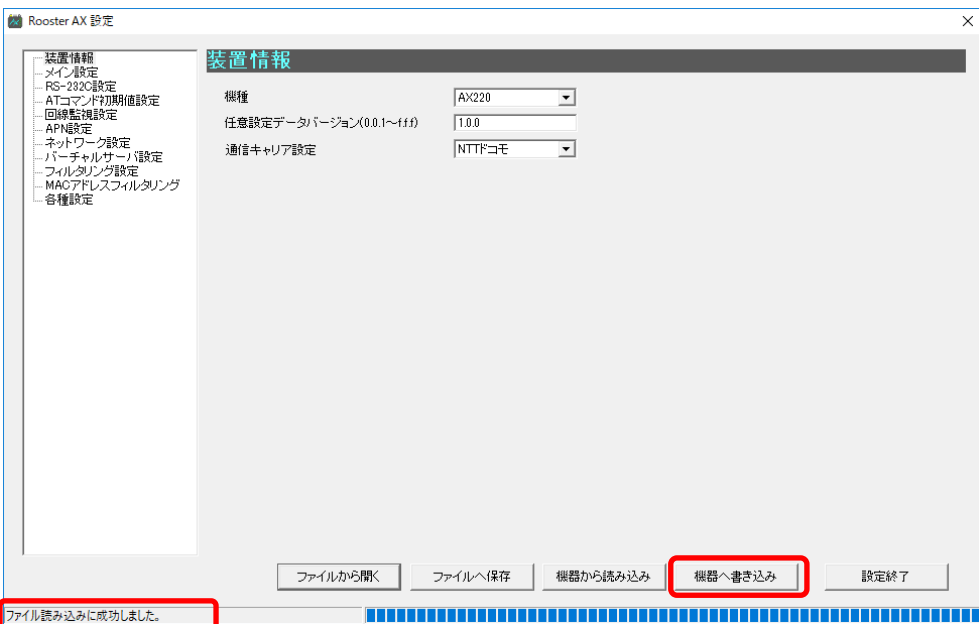 Rooster AX 設定
装置情報
メイン設定
RS-232C設定
ATコマンド初期値設定
回線監視設定
APN設定
ネットワーク設定
バーチャルサーバ設定
フィルタリング設定
MACアドレスフィルタリング
各種設定
装置情報
機種
AX220
任意設定データバージョン(0.0.1～f.f.f)
1.0.0
通信キャリア設定
NTTドコモ
ファイルから開く
ファイルへ保存
機器から読み込み
機器へ書き込み
設定終了
ファイル読み込みに成功しました。